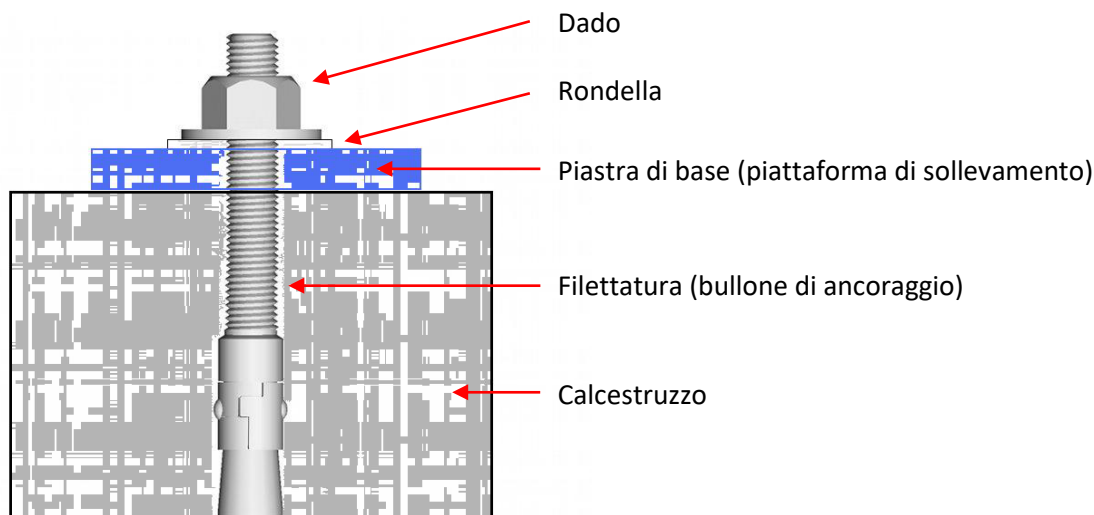 Dado
Rondella
Piastra di base (piattaforma di sollevamento)
Filettatura (bullone di ancoraggio)
Calcestruzzo